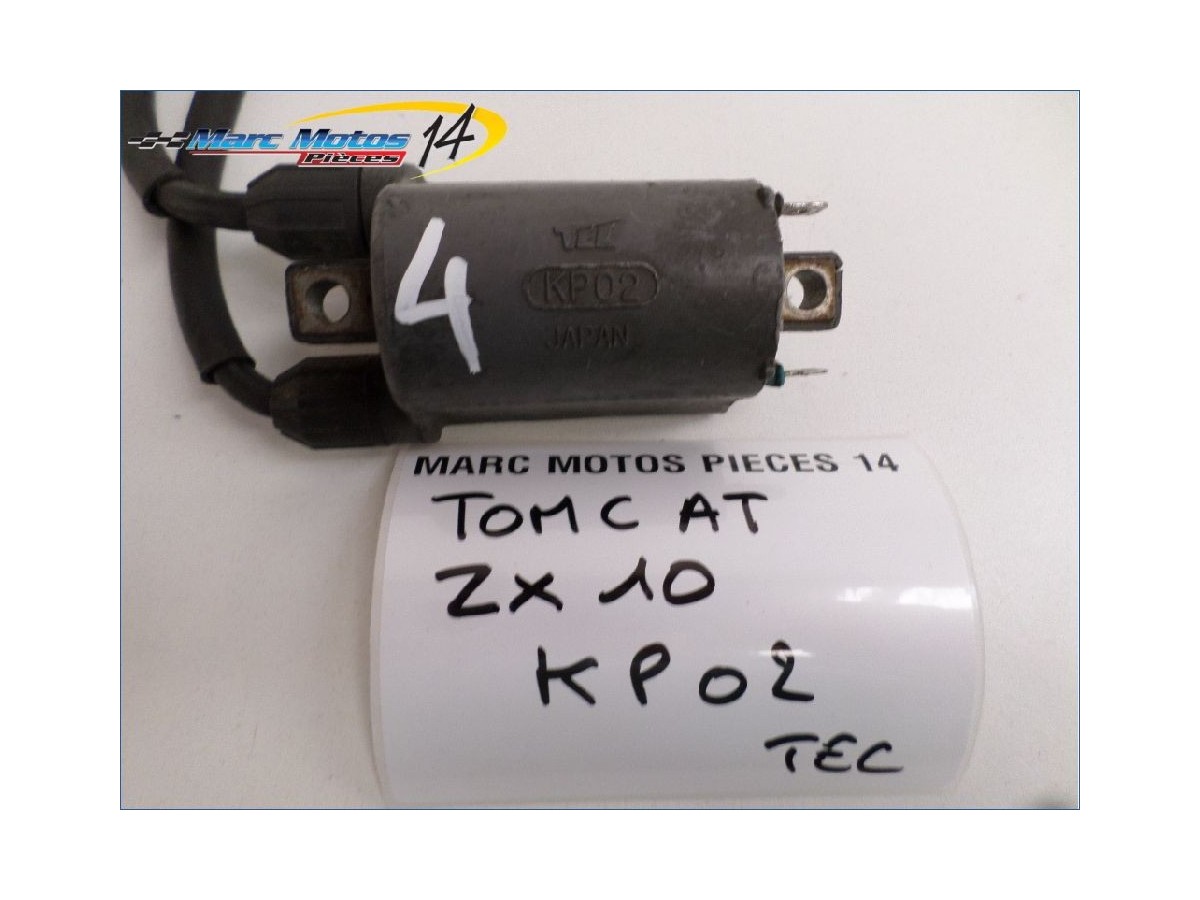 Marc Motos 14
Pièces
4
TEC
KP02
JAPAN
MARC MOTOS PIECES 14
TOMCAT
ZX 10
KP02
TEC